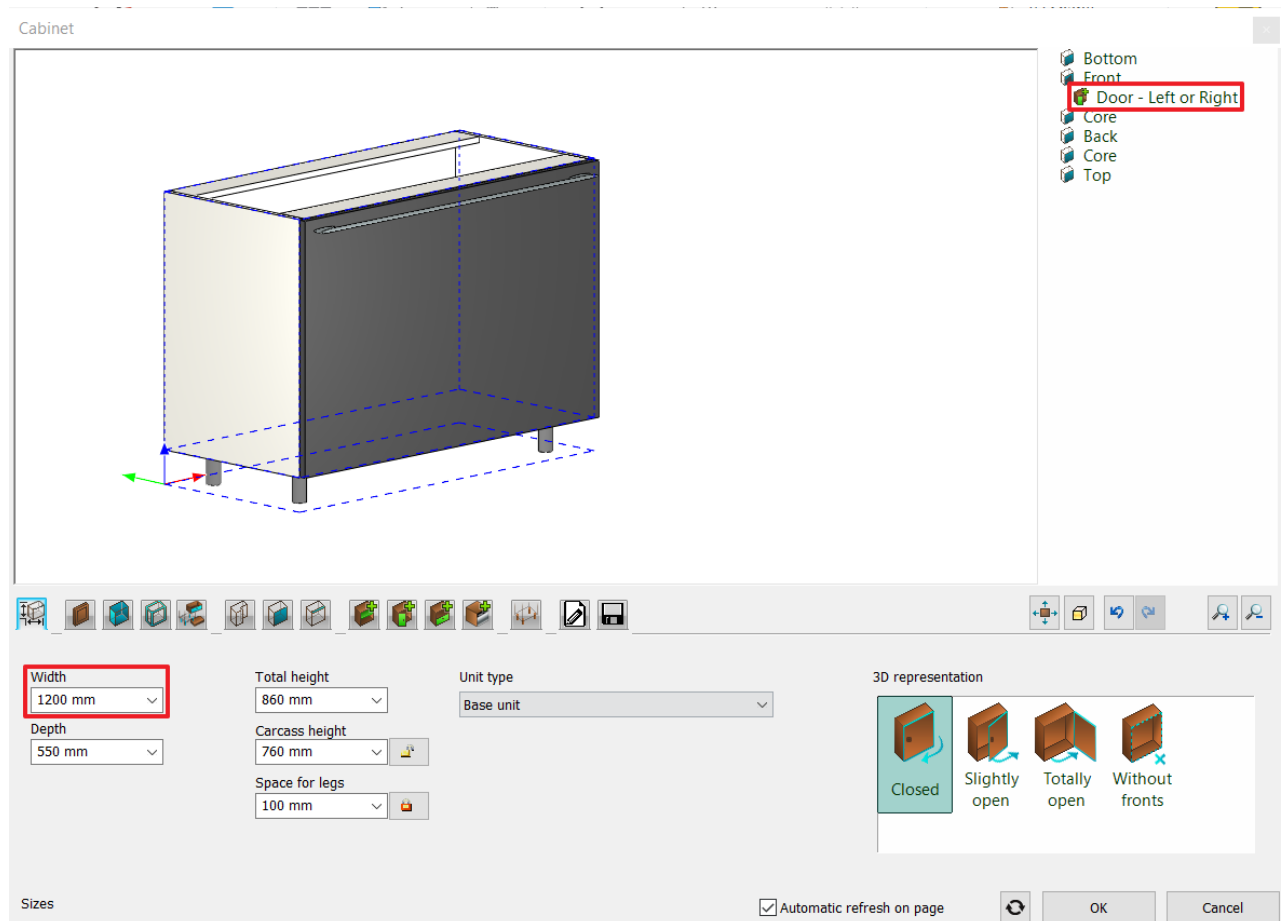 Cabinet
Bottom
Front
Door - Left or Right
Core
Back
Core
Top
Width
1200 mm
Depth
550 mm
Total height
860 mm
Carcass height
760 mm
Space for legs
100 mm
Unit type
Base unit
3D representation
Closed
Slightly
open
Totally
open
Without
fronts
Sizes
Automatic refresh on page
OK
Cancel